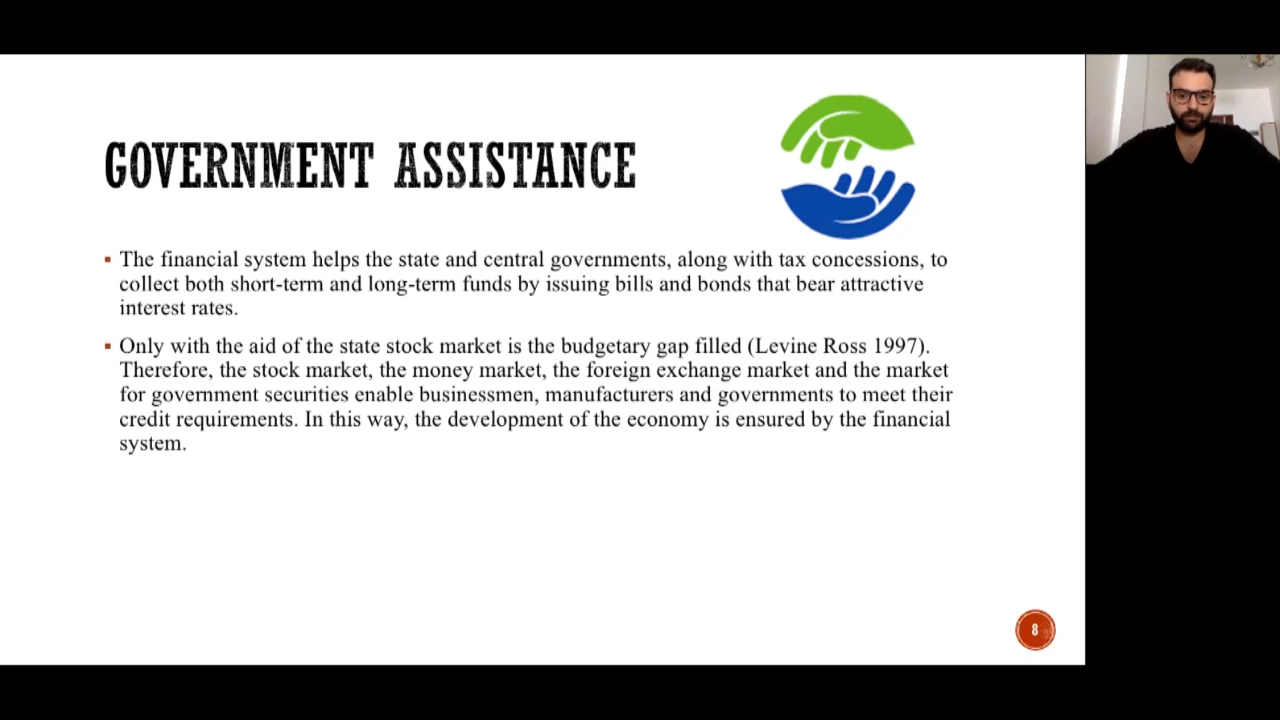 GOVERNMENT ASSISTANCE
The financial system helps the state and central governments, along with tax concessions, to
collect both short-term and long-term funds by issuing bills and bonds that bear attractive
interest rates.
Only with the aid of the state stock market is the budgetary gap filled (Levine Ross 1997).
Therefore, the stock market, the money market, the foreign exchange market and the market
for government securities enable businessmen, manufacturers and governments to meet their
credit requirements. In this way, the development of the economy is ensured by the financial
system.
8